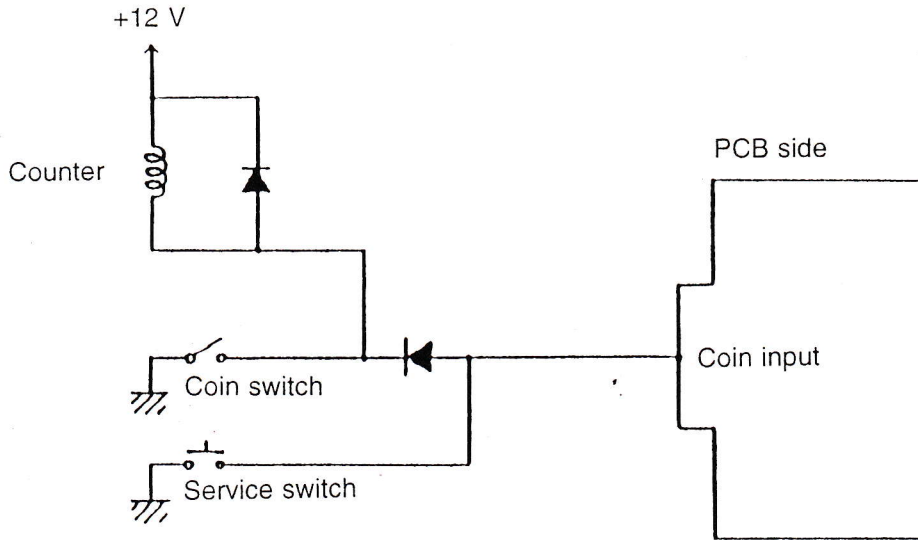 +12 V
Counter
PCB side
Coin input
Coin switch
Service switch